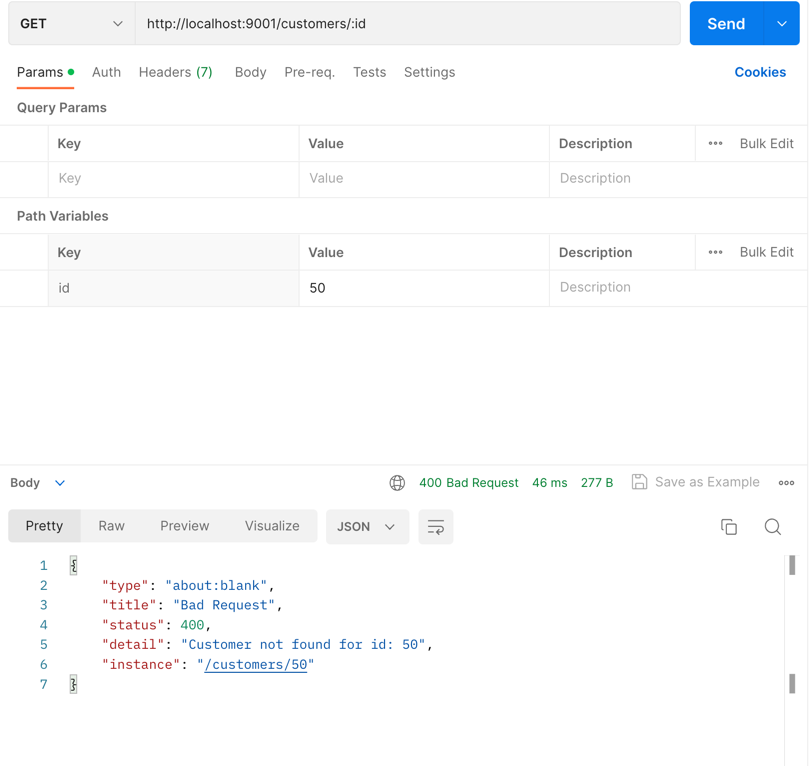 GET http://localhost:9001/customers/:id Send
Params Auth Headers (7) Body Pre-req. Tests Settings Cookies
Query Params
Key Value Description Bulk Edit
Key Value Description
Path Variables
Key Value Description Bulk Edit
id 50 Description
Body 400 Bad Request 46 ms 277 B Save as Example
Pretty Raw Preview Visualize JSON
1 {
2 "type": "about:blank",
3 "title": "Bad Request",
4 "status": 400,
5 "detail": "Customer not found for id: 50",
6 "instance": "/customers/50"
7 }